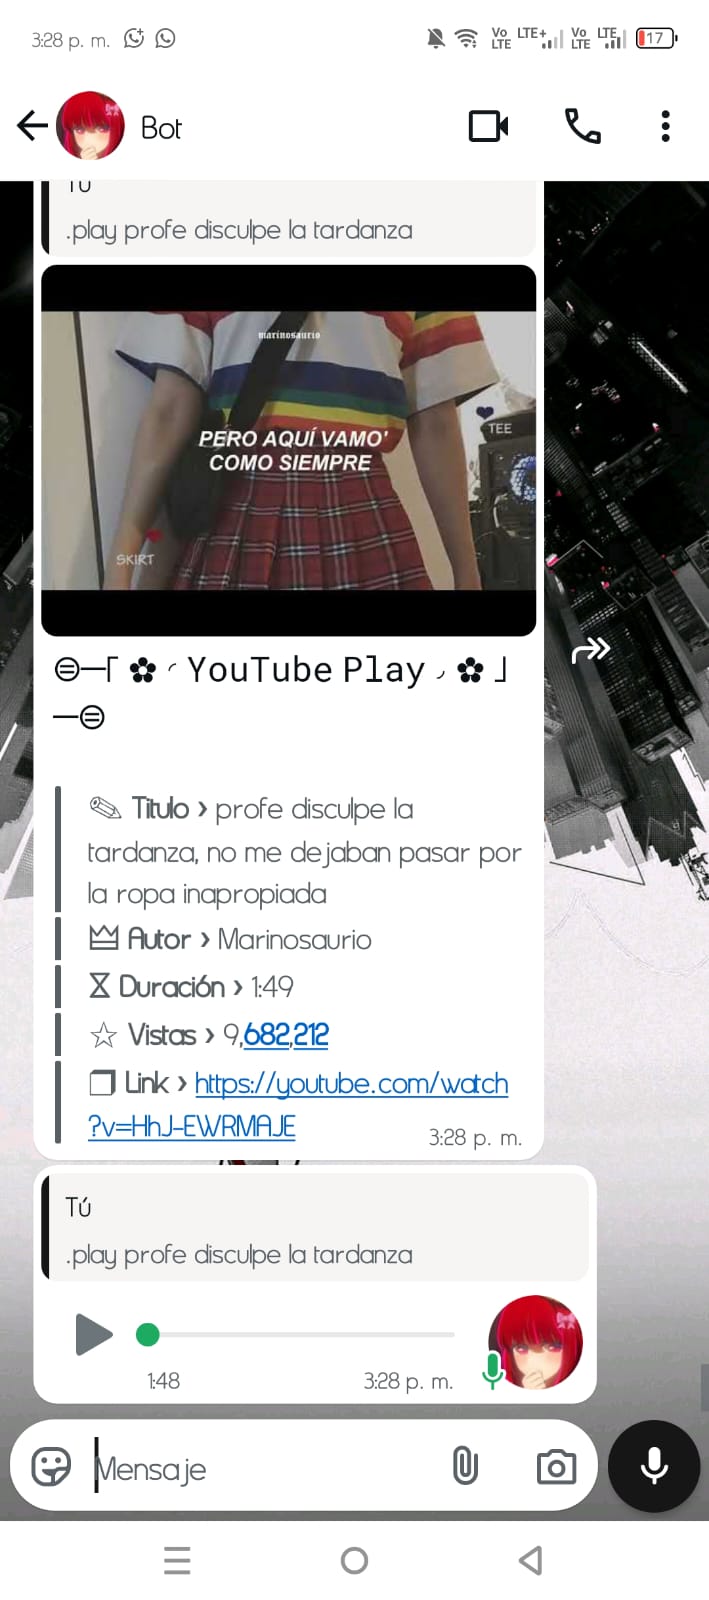 3:28 p. m.
Vo LTE LTE+ Vo LTE LTE 17
Bot
Tú
.play profe disculpe la tardanza
marinosaurio
PERO AQUÍ VAMO'
COMO SIEMPRE
TEE
SKIRT
⊜─「 ✿ ◜ YouTube Play ◞ ✿ 」
─⊜
✎ Titulo › profe disculpe la
tardanza, no me dejaban pasar por
la ropa inapropiada
♔ Autor › Marinosaurio
⧖ Duración › 1:49
☆ Vistas › 9,682,212
❒ Link › https://youtube.com/watch
?v=HhJ-EWRMAJE
3:28 p. m.
Tú
.play profe disculpe la tardanza
1:48
3:28 p. m.
Mensaje